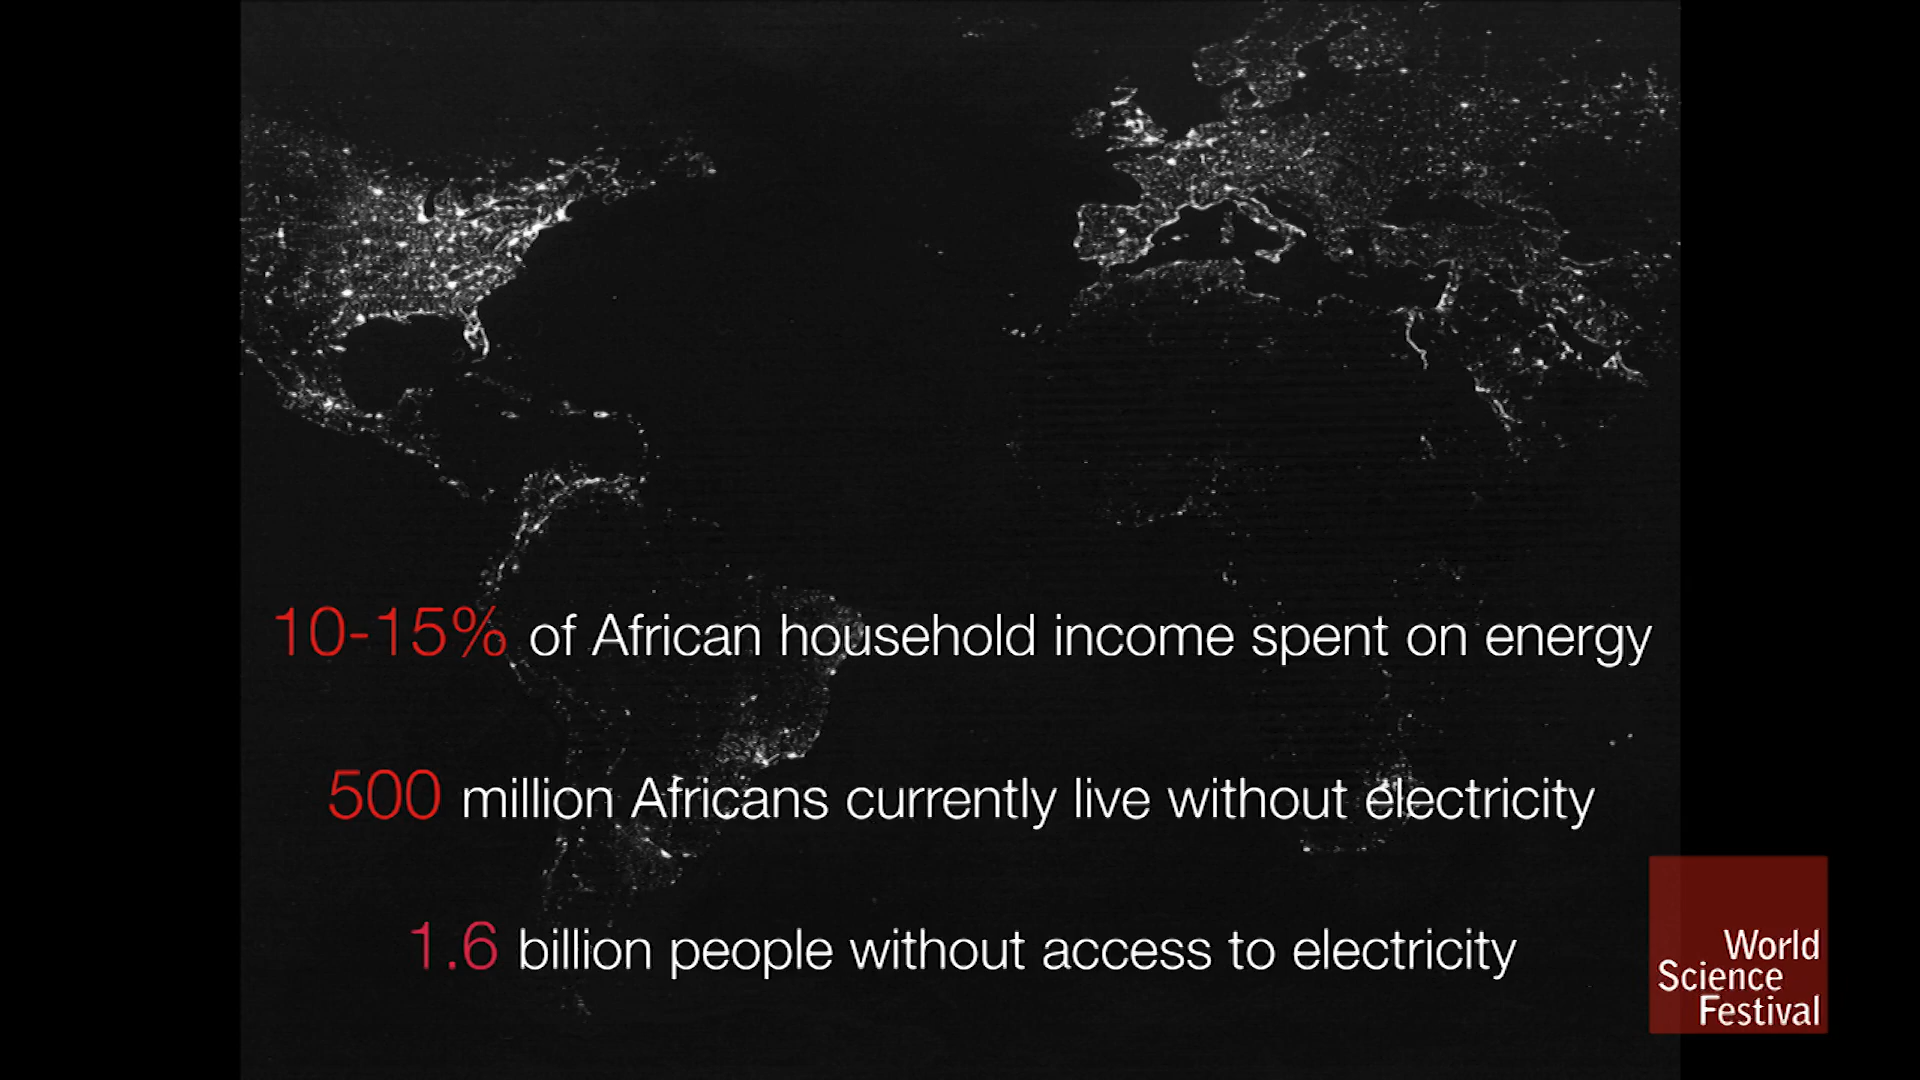 10-15% of African household income spent on energy
500 million Africans currently live without electricity
1.6 billion people without access to electricity
World
Science
Festival